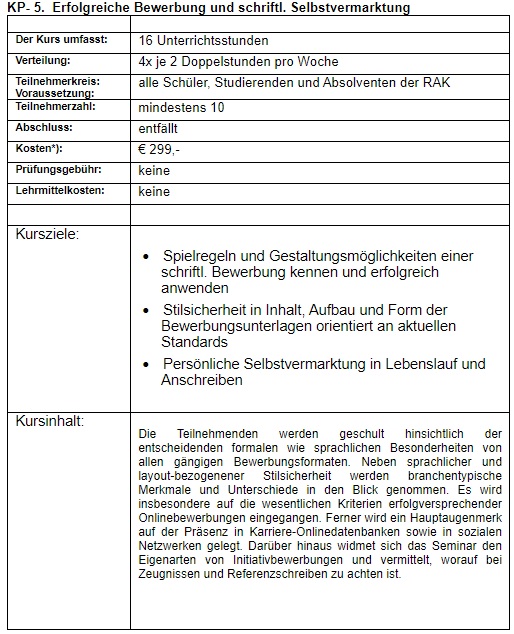 KP- 5. Erfolgreiche Bewerbung und schriftl. Selbstvermarktung
Der Kurs umfasst: 16 Unterrichtsstunden
Verteilung: 4x je 2 Doppelstunden pro Woche
Teilnehmerkreis: alle Schüler, Studierenden und Absolventen der RAK
Voraussetzung:
Teilnehmerzahl: mindestens 10
Abschluss: entfällt
Kosten*): € 299,-
Prüfungsgebühr: keine
Lehrmittelkosten: keine
Kursziele:
• Spielregeln und Gestaltungsmöglichkeiten einer
schriftl. Bewerbung kennen und erfolgreich
anwenden
• Stilsicherheit in Inhalt, Aufbau und Form der
Bewerbungsunterlagen orientiert an aktuellen
Standards
• Persönliche Selbstvermarktung in Lebenslauf und
Anschreiben
Kursinhalt:
Die Teilnehmenden werden geschult hinsichtlich der
entscheidenden formalen wie sprachlichen Besonderheiten von
allen gängigen Bewerbungsformaten. Neben sprachlicher und
layout-bezogener Stilsicherheit werden branchentypische
Merkmale und Unterschiede in den Blick genommen. Es wird
insbesondere auf die wesentlichen Kriterien erfolgversprechender
Onlinebewerbungen eingegangen. Ferner wird ein Hauptaugenmerk
auf der Präsenz in Karriere-Onlinedatenbanken sowie in sozialen
Netzwerken gelegt. Darüber hinaus widmet sich das Seminar den
Eigenarten von Initiativbewerbungen und vermittelt, worauf bei
Zeugnissen und Referenzschreiben zu achten ist.